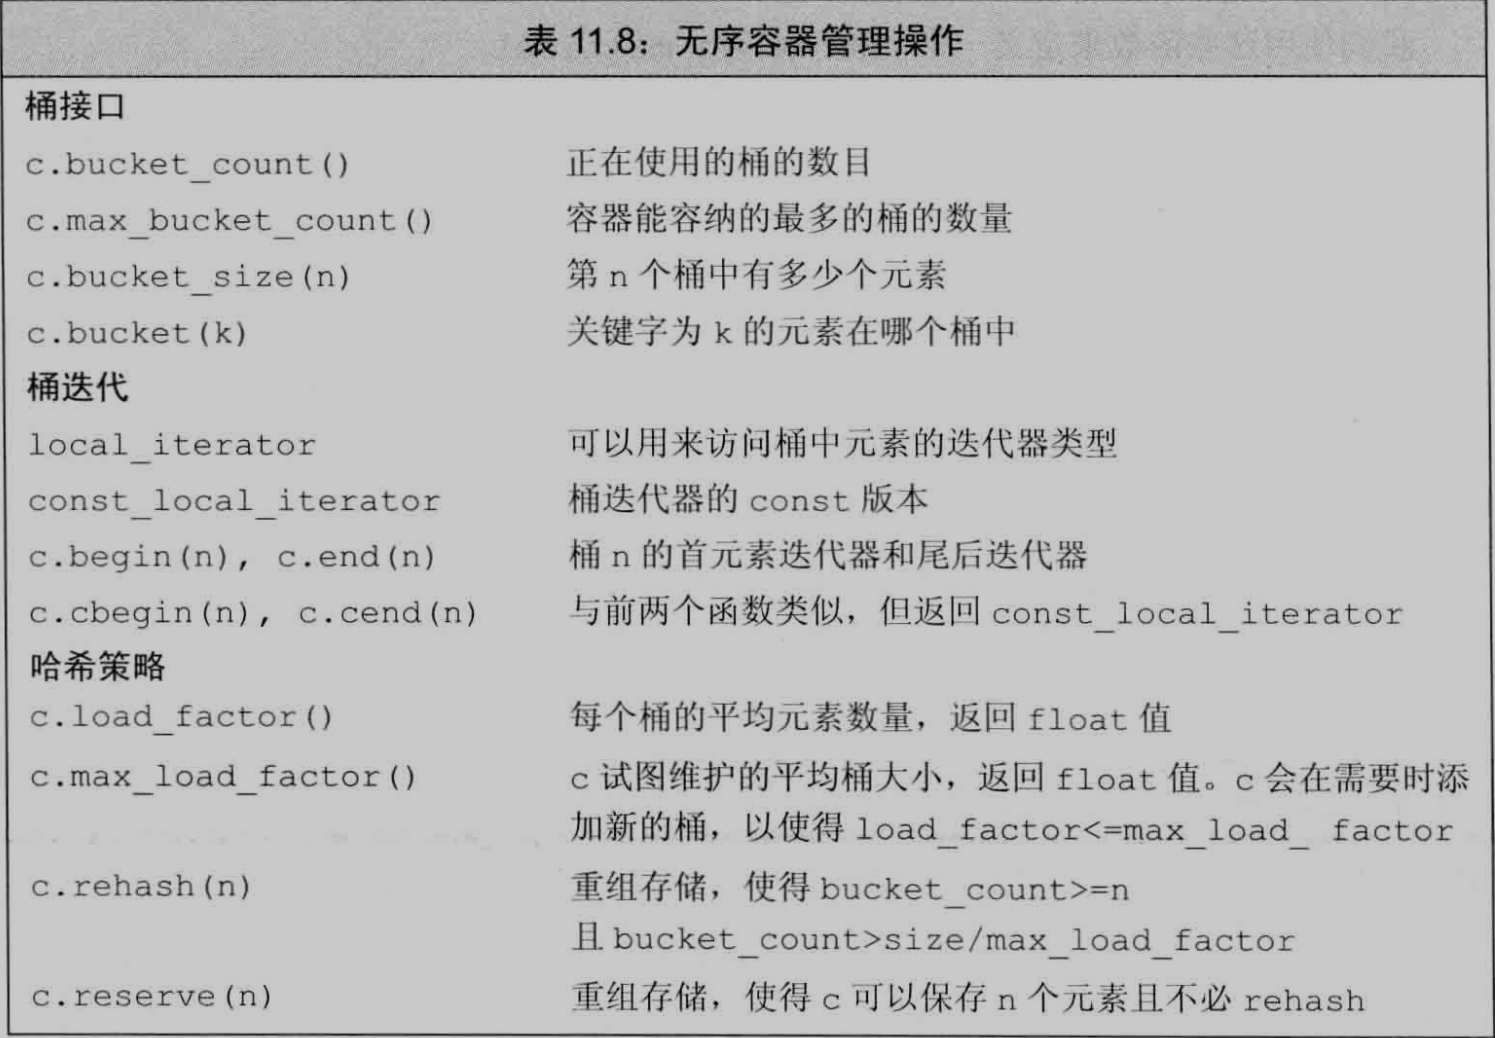 表 11.8：无序容器管理操作
桶接口
c.bucket_count() 正在使用的桶的数目
c.max_bucket_count() 容器能容纳的最多的桶的数量
c.bucket_size(n) 第 n 个桶中有多少个元素
c.bucket(k) 关键字为 k 的元素在哪个桶中
桶迭代
local_iterator 可以用来访问桶中元素的迭代器类型
const_local_iterator 桶迭代器的 const 版本
c.begin(n), c.end(n) 桶 n 的首元素迭代器和尾后迭代器
c.cbegin(n), c.cend(n) 与前两个函数类似，但返回 const_local_iterator
哈希策略
c.load_factor() 每个桶的平均元素数量，返回 float 值
c.max_load_factor() c 试图维护的平均桶大小，返回 float 值。c 会在需要时添
加新的桶，以使得 load_factor<=max_load_ factor
c.rehash(n) 重组存储，使得 bucket_count>=n
且 bucket_count>size/max_load_factor
c.reserve(n) 重组存储，使得 c 可以保存 n 个元素且不必 rehash